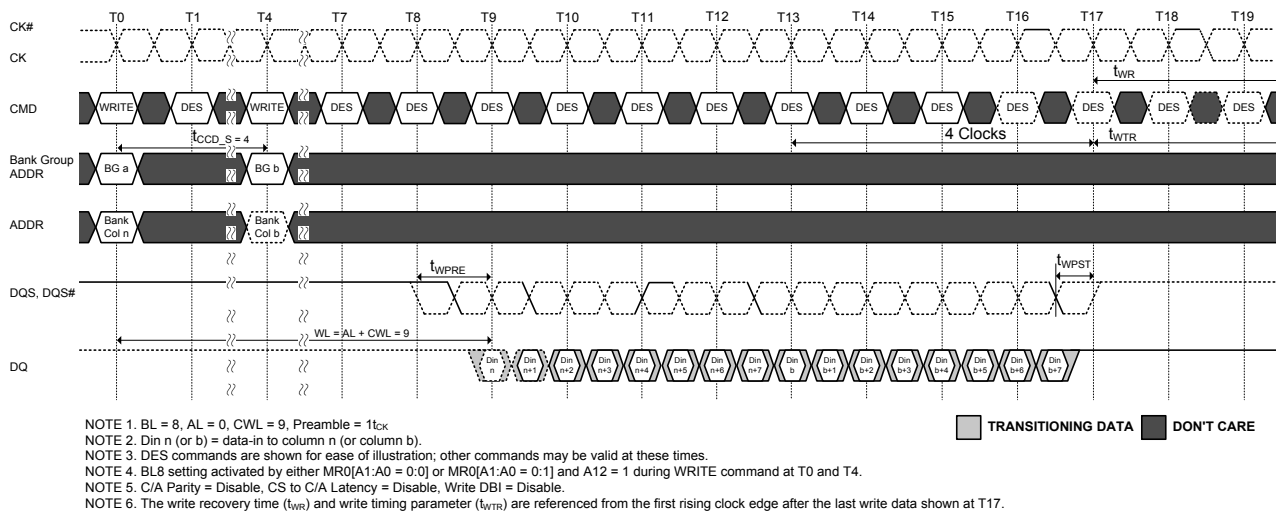 T0 T1 T4 T7 T8 T9 T10 T11 T12 T13 T14 T15 T16 T17 T18 T19
CK#
CK
tWR
CMD
WRITE DES WRITE DES DES DES DES DES DES DES DES DES DES DES DES DES
tCCD_S = 4
4 Clocks
tWTR
Bank Group
ADDR
BG a BG b
ADDR
Bank Col n Bank Col b
tWPRE
tWPST
DQS, DQS#
WL = AL + CWL = 9
DQ
Din n Din n+1 Din n+2 Din n+3 Din n+4 Din n+5 Din n+6 Din n+7 Din b Din b+1 Din b+2 Din b+3 Din b+4 Din b+5 Din b+6 Din b+7
NOTE 1. BL = 8, AL = 0, CWL = 9, Preamble = 1tCK
NOTE 2. Din n (or b) = data-in to column n (or column b).
NOTE 3. DES commands are shown for ease of illustration; other commands may be valid at these times.
NOTE 4. BL8 setting activated by either MR0[A1:A0 = 0:0] or MR0[A1:A0 = 0:1] and A12 = 1 during WRITE command at T0 and T4.
NOTE 5. C/A Parity = Disable, CS to C/A Latency = Disable, Write DBI = Disable.
NOTE 6. The write recovery time (tWR) and write timing parameter (tWTR) are referenced from the first rising clock edge after the last write data shown at T17.
TRANSITIONING DATA DON'T CARE